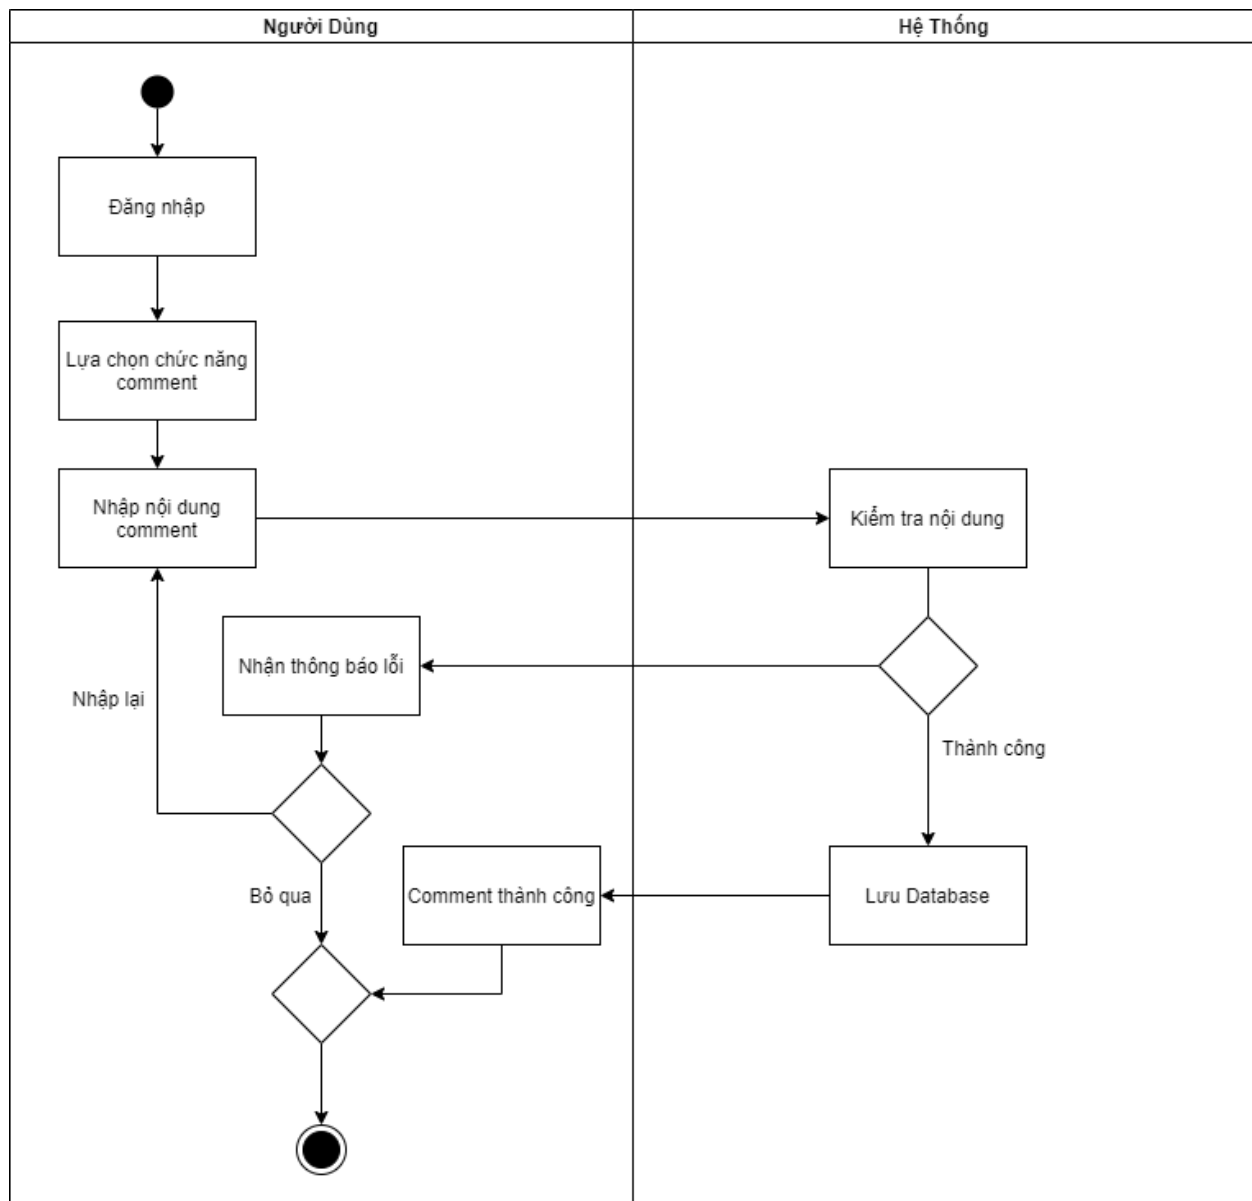 Người Dùng
Hệ Thống
Đăng nhập
Lựa chọn chức năng
comment
Nhập nội dung
comment
Kiểm tra nội dung
Nhận thông báo lỗi
Nhập lại
Thành công
Bỏ qua
Comment thành công
Lưu Database